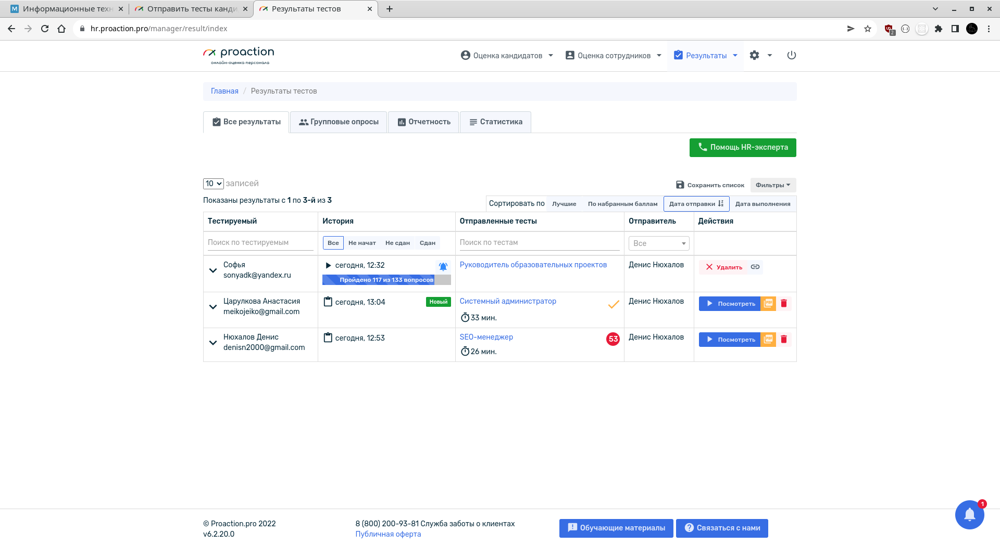 Информационные техн
Отправить тесты канди
Результаты тестов
hr.proaction.pro/manager/result/index
2
proaction
онлайн-оценка персонала
Оценка кандидатов
Оценка сотрудников
Результаты
Главная / Результаты тестов
Все результаты
Групповые опросы
Отчетность
Статистика
Помощь HR-эксперта
10 записей
Сохранить список
Фильтры
Показаны результаты с 1 по 3-й из 3
Сортировать по Лучшие По набранным баллам Дата отправки Дата выполнения
Тестируемый История Отправленные тесты Отправитель Действия
Поиск по тестируемым Все Не начат Не сдан Сдан Поиск по тестам Все
Софья
sonyadk@yandex.ru
сегодня, 12:32
Пройдено 117 из 133 вопросов
Руководитель образовательных проектов
Денис Нюхалов
Удалить
Царулкова Анастасия
meikojeiko@gmail.com
сегодня, 13:04
Новый
Системный администратор
33 мин.
Денис Нюхалов
Посмотреть
PDF
Нюхалов Денис
denisn2000@gmail.com
сегодня, 12:53
SEO-менеджер
53
26 мин.
Денис Нюхалов
Посмотреть
PDF
1
© Proaction.pro 2022
v6.2.20.0
8 (800) 200-93-81 Служба заботы о клиентах
Публичная оферта
Обучающие материалы
Связаться с нами